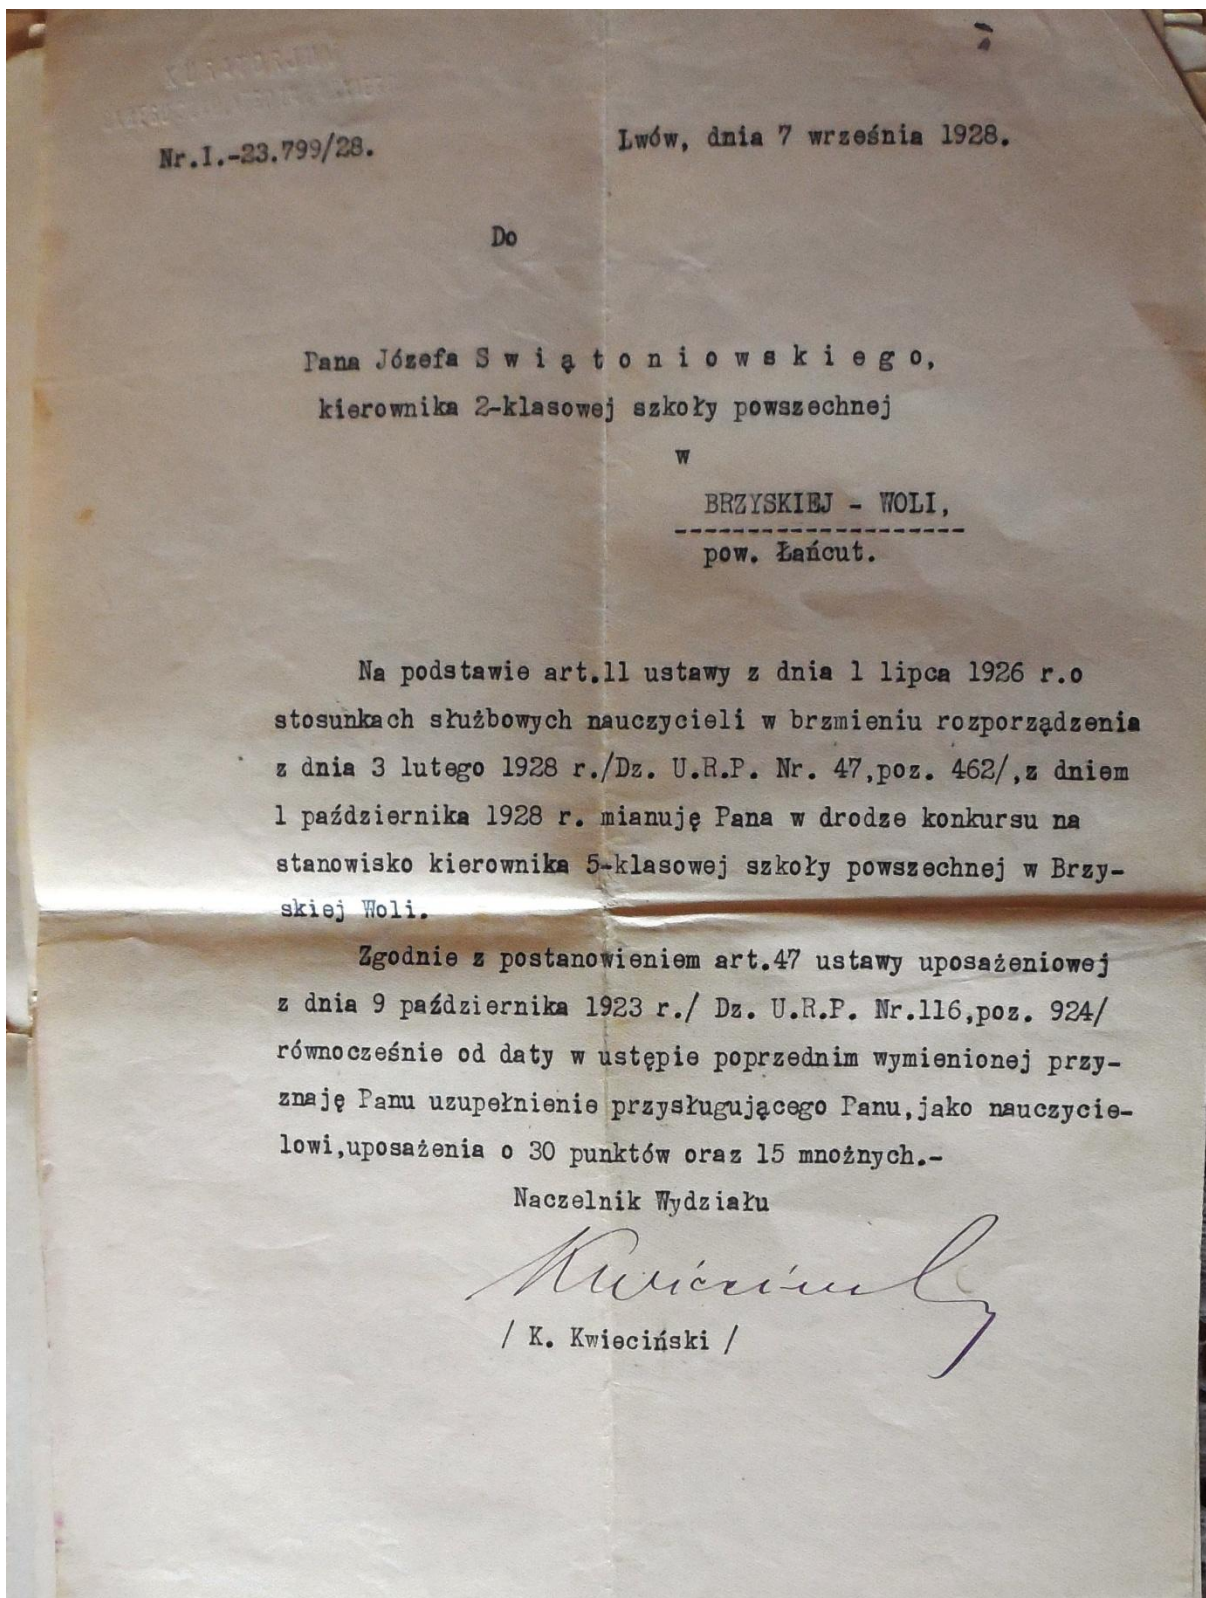 Nr.I.-23.799/28.
Lwów, dnia 7 września 1928.
Do
Pana Józefa S w i ą t o n i o w s k i e g o,
kierownika 2-klasowej szkoły powszechnej
w
BRZYSKIEJ - WOLI,
--------------------
pow. Łańcut.
Na podstawie art.11 ustawy z dnia 1 lipca 1926 r.o
stosunkach służbowych nauczycieli w brzmieniu rozporządzenia
z dnia 3 lutego 1928 r./Dz. U.R.P. Nr. 47,poz. 462/,z dniem
1 października 1928 r. mianuję Pana w drodze konkursu na
stanowisko kierownika 5-klasowej szkoły powszechnej w Brzy-
skiej Woli.
Zgodnie z postanowieniem art.47 ustawy uposażeniowej
z dnia 9 października 1923 r./ Dz. U.R.P. Nr.116,poz. 924/
równocześnie od daty w ustępie poprzednim wymienionej przy-
znaję Panu uzupełnienie przysługującego Panu,jako nauczycie-
lowi,uposażenia o 30 punktów oraz 15 mnożnych.-
Naczelnik Wydziału
/ K. Kwieciński /